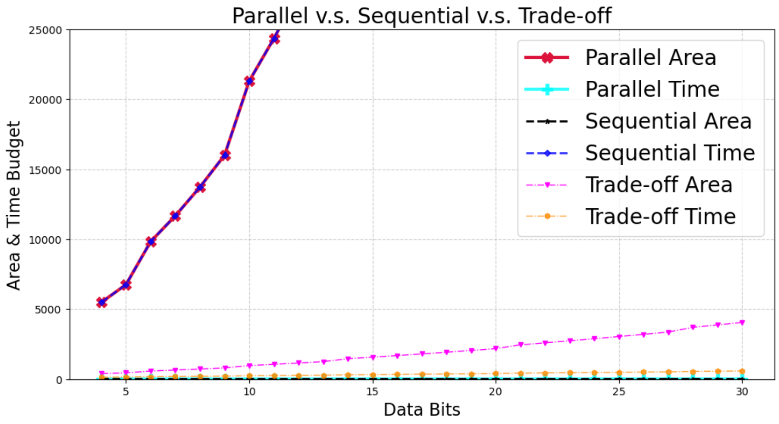 Parallel v.s. Sequential v.s. Trade-off
25000
20000
15000
10000
5000
0
Area & Time Budget
Parallel Area
Parallel Time
Sequential Area
Sequential Time
Trade-off Area
Trade-off Time
5
10
15
20
25
30
Data Bits